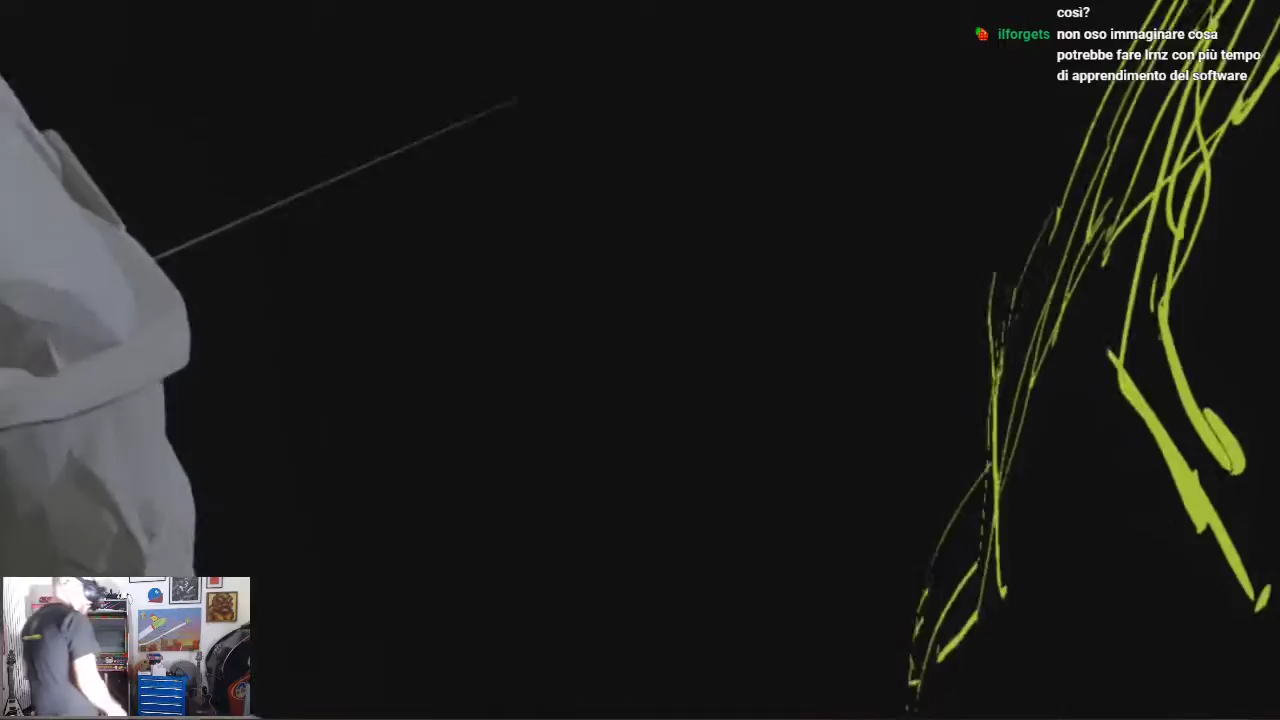 così?
ilforgets non oso immaginare cosa
potrebbe fare lrnz con più tempo
di apprendimento del software